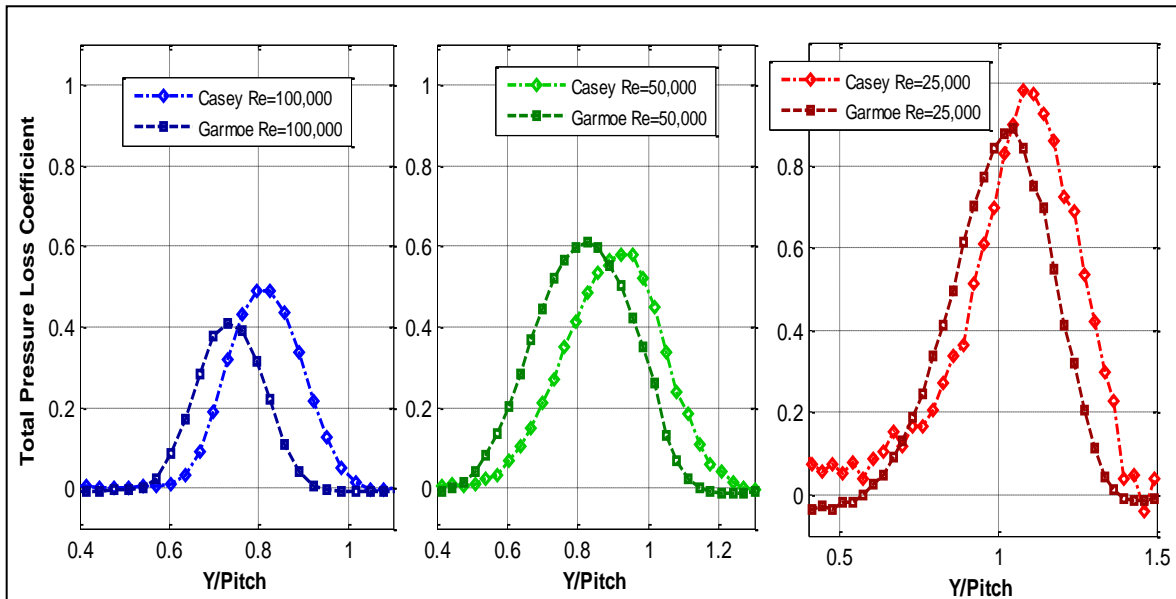 Total Pressure Loss Coefficient
1
0.8
0.6
0.4
0.2
0
Casey Re=100,000
Garmoe Re=100,000
0.4 0.6 0.8 1
Y/Pitch
1
0.8
0.6
0.4
0.2
0
Casey Re=50,000
Garmoe Re=50,000
0.4 0.6 0.8 1 1.2
Y/Pitch
1
0.8
0.6
0.4
0.2
0
Casey Re=25,000
Garmoe Re=25,000
0.5 1 1.5
Y/Pitch